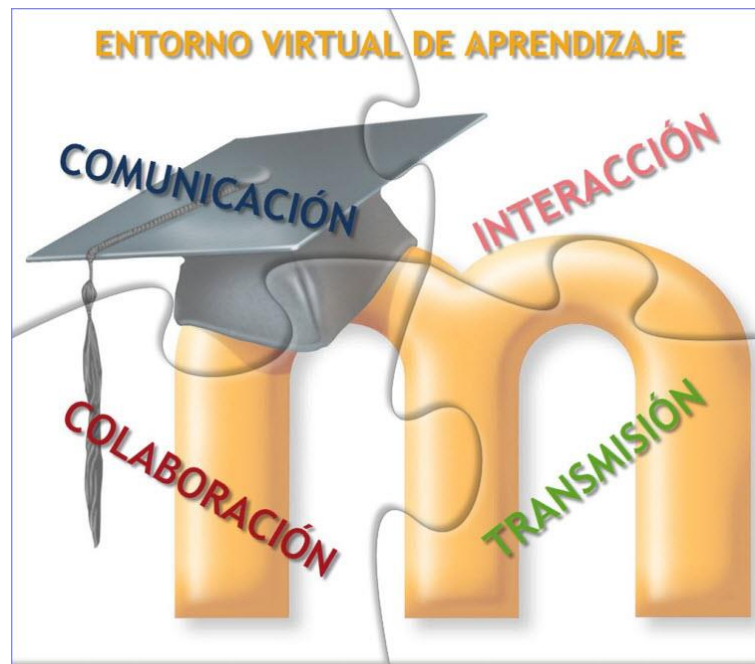 ENTORNO VIRTUAL DE APRENDIZAJE
COMUNICACIÓN
INTERACCIÓN
COLABORACIÓN
TRANSMISIÓN